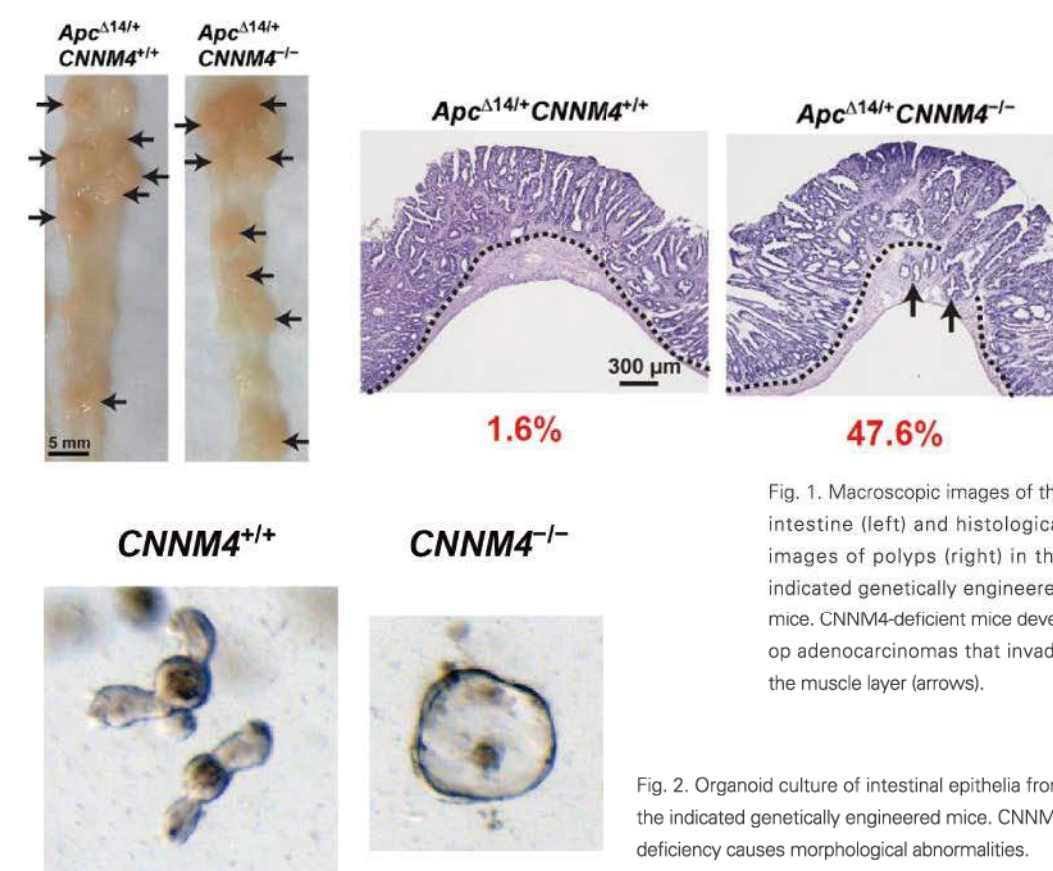 Apc^Δ14/+
CNNM4^+/+
Apc^Δ14/+
CNNM4^−/−
5 mm
Apc^Δ14/+ CNNM4^+/+
Apc^Δ14/+ CNNM4^−/−
300 μm
1.6%
47.6%
Fig. 1. Macroscopic images of th
intestine (left) and histologica
images of polyps (right) in th
indicated genetically engineere
mice. CNNM4-deficient mice deve
op adenocarcinomas that invad
the muscle layer (arrows).
CNNM4^+/+
CNNM4^−/−
Fig. 2. Organoid culture of intestinal epithelia fron
the indicated genetically engineered mice. CNNM
deficiency causes morphological abnormalities.